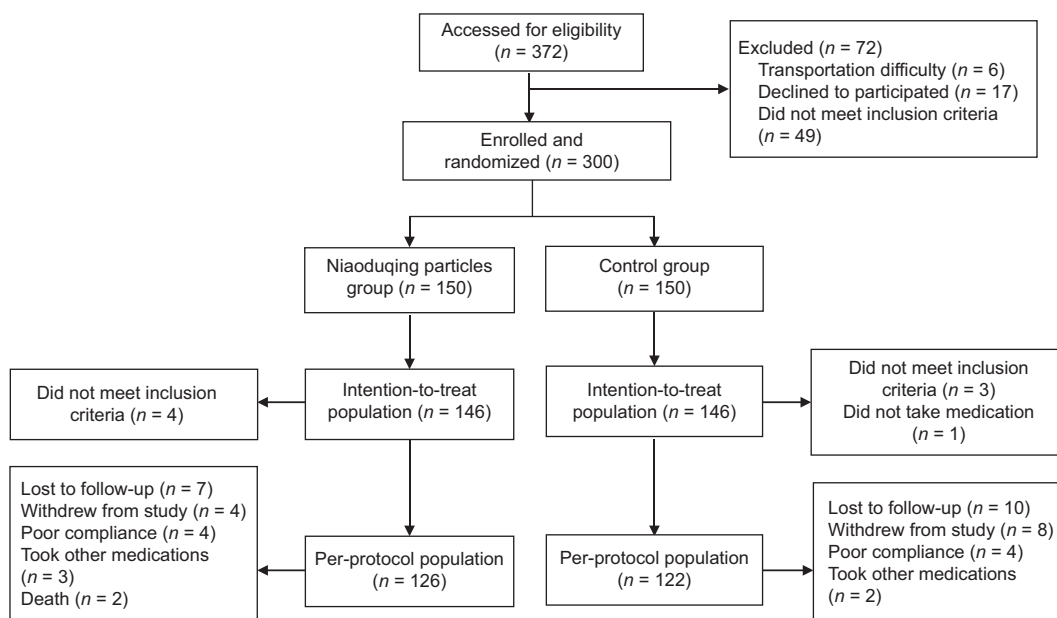 Accessed for eligibility
(n = 372)
Excluded (n = 72)
Transportation difficulty (n = 6)
Declined to participated (n = 17)
Did not meet inclusion criteria
(n = 49)
Enrolled and
randomized (n = 300)
Niaoduqing particles
group (n = 150)
Control group
(n = 150)
Did not meet inclusion
criteria (n = 4)
Intention-to-treat
population (n = 146)
Intention-to-treat
population (n = 146)
Did not meet inclusion
criteria (n = 3)
Did not take medication
(n = 1)
Lost to follow-up (n = 7)
Withdrew from study (n = 4)
Poor compliance (n = 4)
Took other medications
(n = 3)
Death (n = 2)
Per-protocol population
(n = 126)
Per-protocol population
(n = 122)
Lost to follow-up (n = 10)
Withdrew from study (n = 8)
Poor compliance (n = 4)
Took other medications
(n = 2)